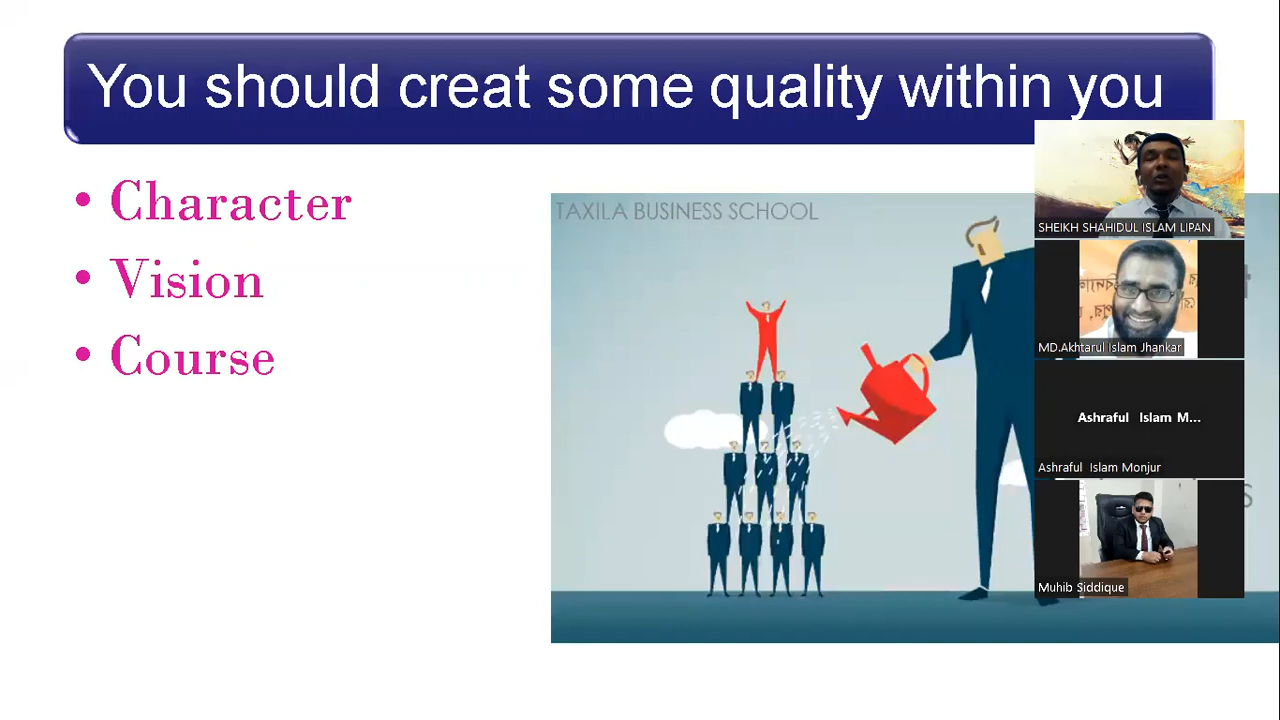 You should creat some quality within you
• Character
• Vision
• Course
TAXILA BUSINESS SCHOOL
SHEIKH SHAHIDUL ISLAM LIPAN
MD.Akhtarul Islam Jhankar
Ashraful Islam M...
Ashraful Islam Monjur
Muhib Siddique